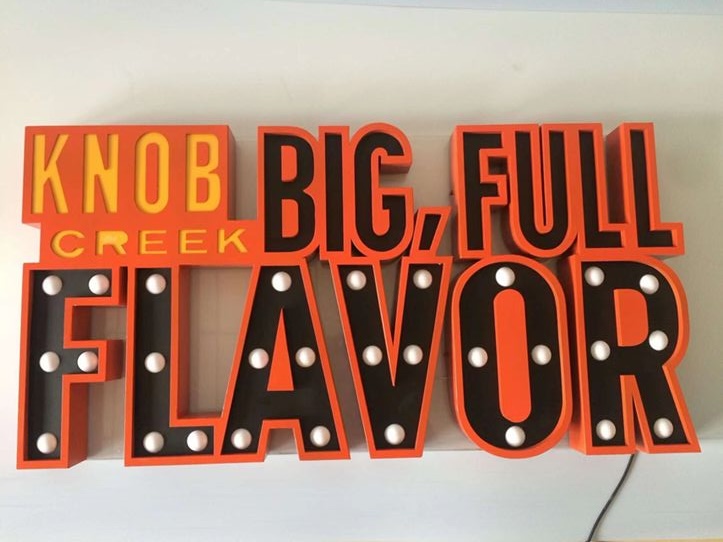 KNOB BIG, FULL
CREEK
FLAVOR